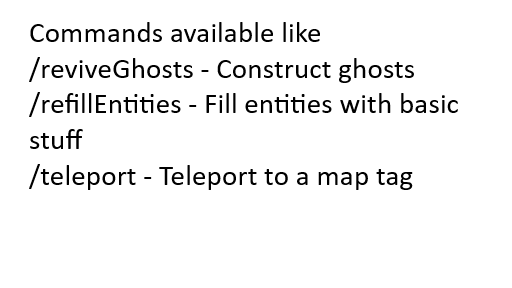 Commands available like
/reviveGhosts - Construct ghosts
/refillEntities - Fill entities with basic
stuff
/teleport - Teleport to a map tag